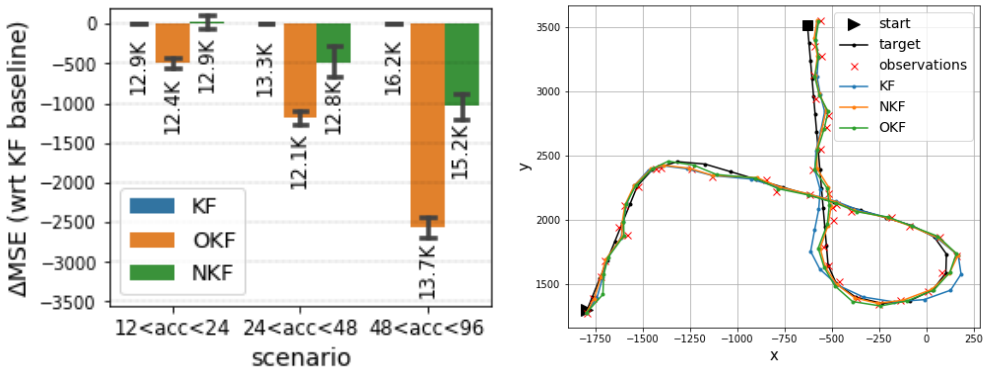 ΔMSE (wrt KF baseline)
0
−500
−1000
−1500
−2000
−2500
−3000
−3500
12.9K
12.4K
12.9K
13.3K
12.1K
12.8K
16.2K
13.7K
15.2K
KF
OKF
NKF
12<acc<24
24<acc<48
48<acc<96
scenario
y
3500
3000
2500
2000
1500
start
target
observations
KF
NKF
OKF
−1750
−1500
−1250
−1000
−750
−500
−250
0
250
x